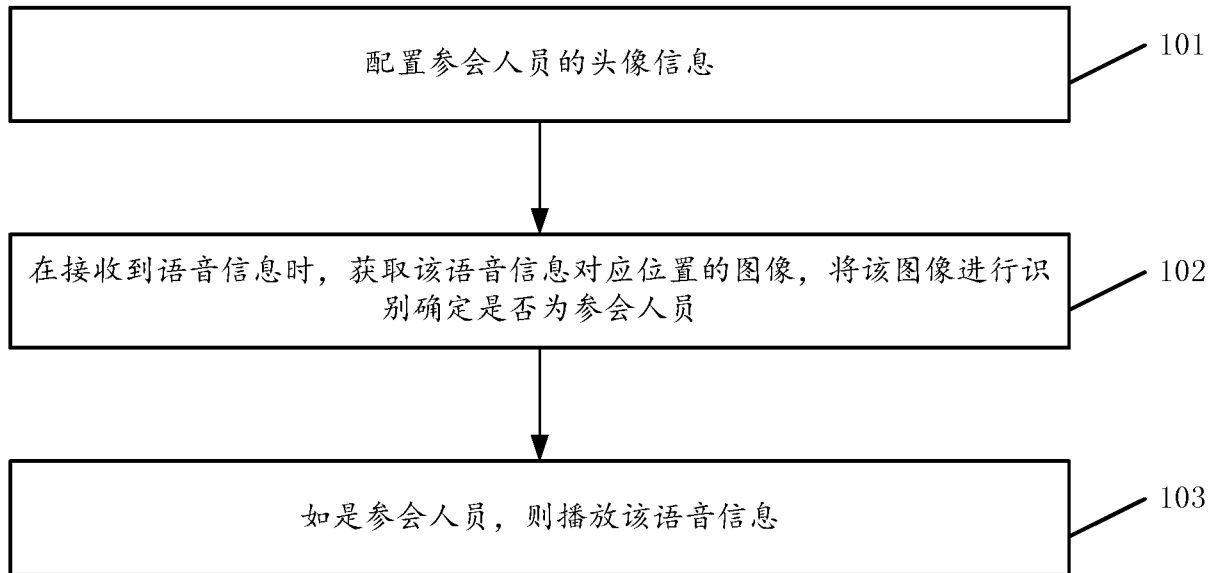 配置参会人员的头像信息
101
在接收到语音信息时，获取该语音信息对应位置的图像，将该图像进行识
别确定是否为参会人员
102
如是参会人员，则播放该语音信息
103